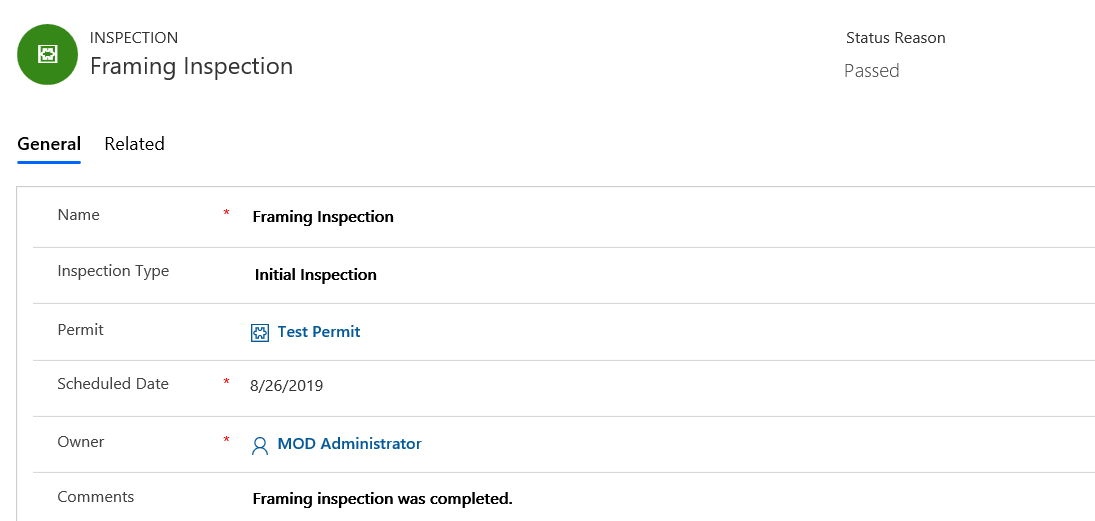 INSPECTION
Framing Inspection
Status Reason
Passed
General Related
Name * Framing Inspection
Inspection Type Initial Inspection
Permit Test Permit
Scheduled Date * 8/26/2019
Owner * MOD Administrator
Comments Framing inspection was completed.